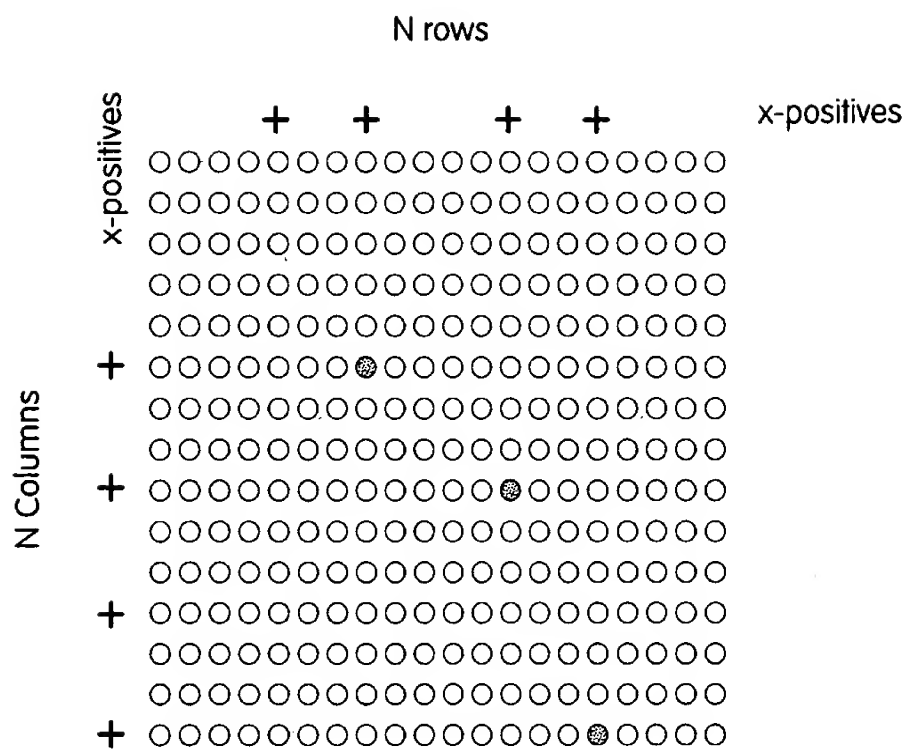 N rows
x-positives
+ + + +
x-positives
+
+
N Columns
+
+